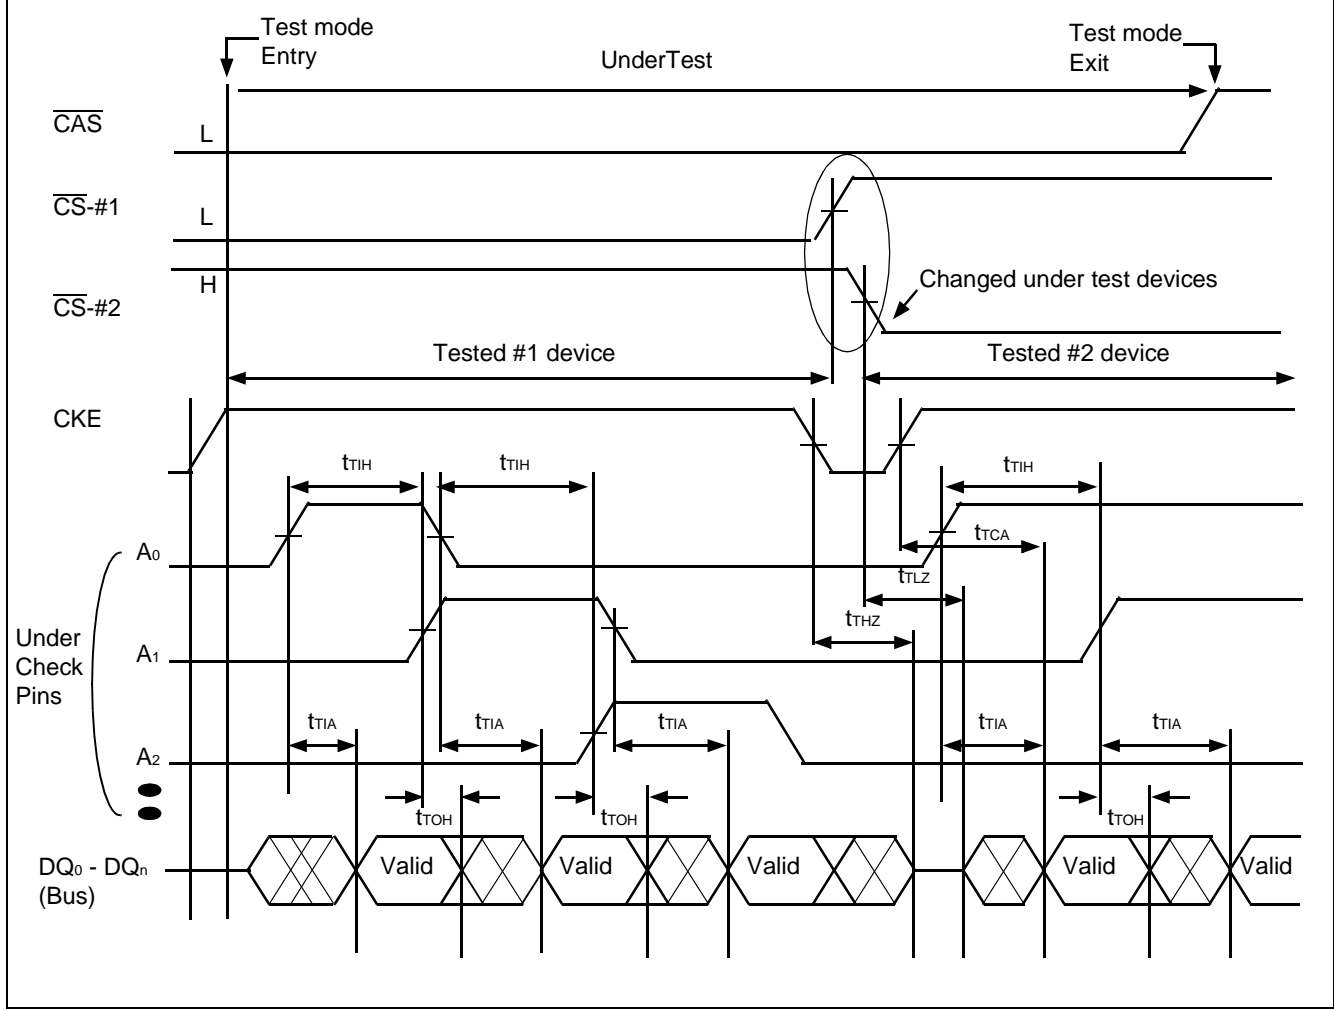 Test mode
Entry
UnderTest
Test mode
Exit
CAS
L
CS-#1
L
H
CS-#2
Changed under test devices
Tested #1 device
Tested #2 device
CKE
tTIH
tTIH
tTIH
A0
tTCA
tTLZ
tTHZ
Under
Check
Pins
A1
tTIA
tTIA
tTIA
tTIA
tTIA
A2
tTOH
tTOH
tTOH
DQ0 - DQn
(Bus)
Valid
Valid
Valid
Valid
Valid